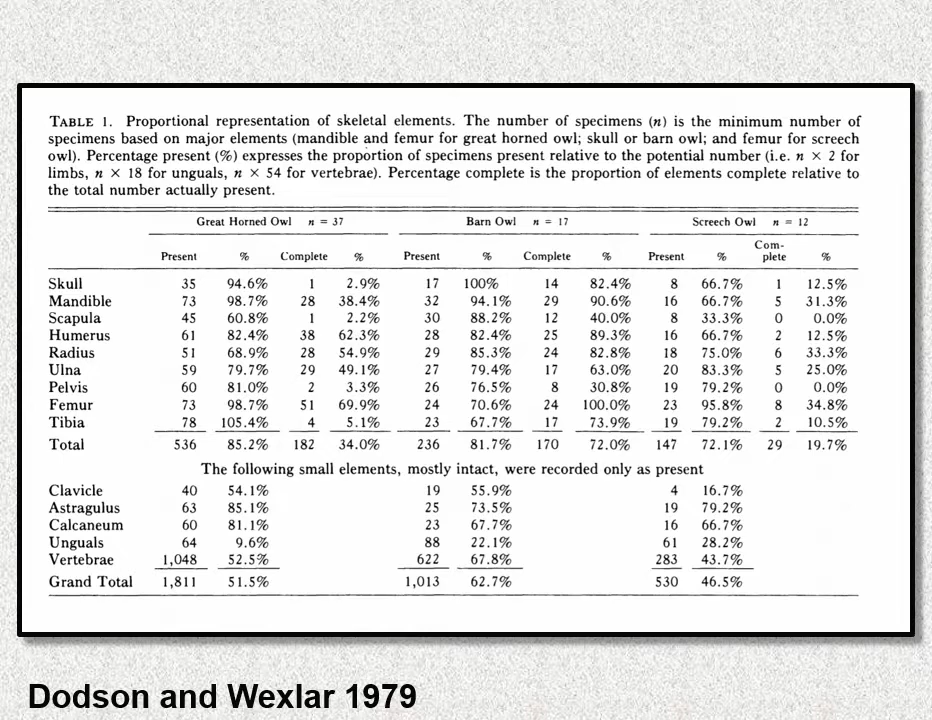 TABLE 1. Proportional representation of skeletal elements. The number of specimens (n) is the minimum number of
specimens based on major elements (mandible and femur for great horned owl; skull or barn owl; and femur for screech
owl). Percentage present (%) expresses the proportion of specimens present relative to the potential number (i.e. n × 2 for
limbs, n × 18 for unguals, n × 54 for vertebrae). Percentage complete is the proportion of elements complete relative to
the total number actually present.
Great Horned Owl n = 37 Barn Owl n = 17 Screech Owl n = 12
Present % Complete % Present % Complete % Present % Com-
plete %
Skull 35 94.6% 1 2.9% 17 100% 14 82.4% 8 66.7% 1 12.5%
Mandible 73 98.7% 28 38.4% 32 94.1% 29 90.6% 16 66.7% 5 31.3%
Scapula 45 60.8% 1 2.2% 30 88.2% 12 40.0% 8 33.3% 0 0.0%
Humerus 61 82.4% 38 62.3% 28 82.4% 25 89.3% 16 66.7% 2 12.5%
Radius 51 68.9% 28 54.9% 29 85.3% 24 82.8% 18 75.0% 6 33.3%
Ulna 59 79.7% 29 49.1% 27 79.4% 17 63.0% 20 83.3% 5 25.0%
Pelvis 60 81.0% 2 3.3% 26 76.5% 8 30.8% 19 79.2% 0 0.0%
Femur 73 98.7% 51 69.9% 24 70.6% 24 100.0% 23 95.8% 8 34.8%
Tibia 78 105.4% 4 5.1% 23 67.7% 17 73.9% 19 79.2% 2 10.5%
Total 536 85.2% 182 34.0% 236 81.7% 170 72.0% 147 72.1% 29 19.7%
The following small elements, mostly intact, were recorded only as present
Clavicle 40 54.1% 19 55.9% 4 16.7%
Astragulus 63 85.1% 25 73.5% 19 79.2%
Calcaneum 60 81.1% 23 67.7% 16 66.7%
Unguals 64 9.6% 88 22.1% 61 28.2%
Vertebrae 1,048 52.5% 622 67.8% 283 43.7%
Grand Total 1,811 51.5% 1,013 62.7% 530 46.5%
Dodson and Wexlar 1979